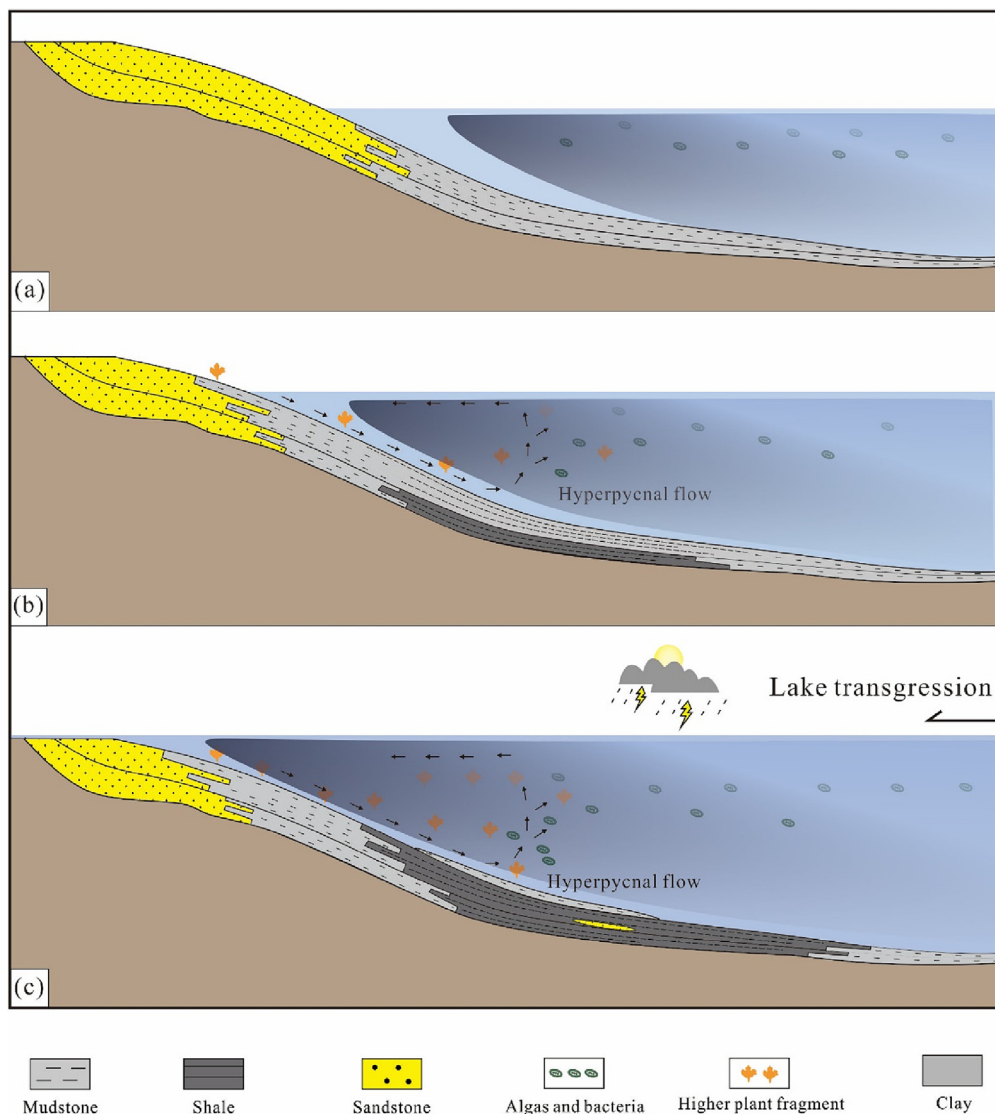 (a)
Hyperpycnal flow
(b)
Lake transgression
Hyperpycnal flow
(c)
Mudstone
Shale
Sandstone
Algas and bacteria
Higher plant fragment
Clay